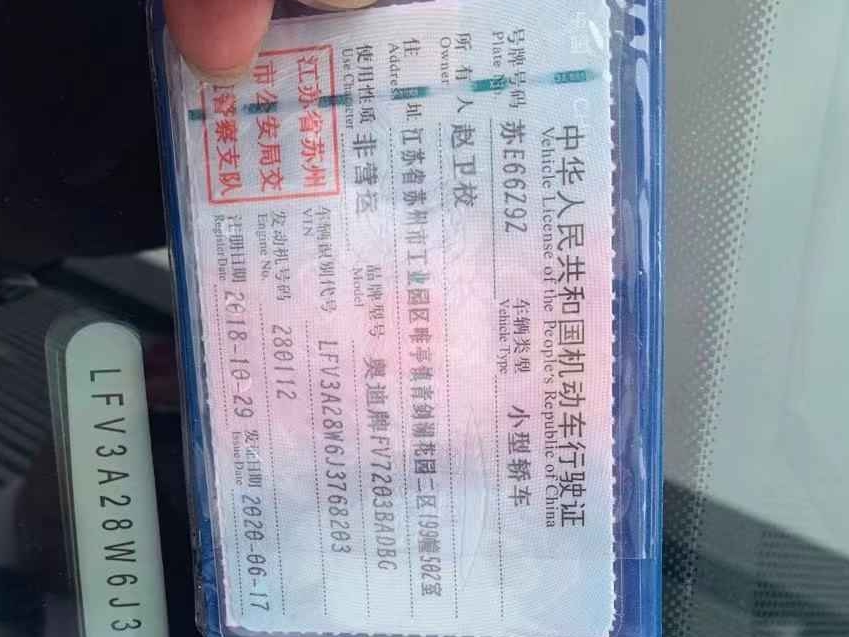 中华人民共和国机动车行驶证
Vehicle License of the People's Republic of China
号牌号码 苏E66Z9Z 车辆类型 小型轿车
Plate No. Vehicle Type
所有人 赵卫校
Owner
住址 江苏省苏州市工业园区唯亭镇青剑湖花园二区199幢502室
Address
使用性质 非营运 品牌型号 奥迪牌FV7203BADBG
Use Character Model
江苏省苏州
市公安局交
警察支队
车辆识别代号 LFV3A28W6J3768203
VIN
发动机号码 280112
Engine No.
注册日期 2018-10-29 发证日期 2020-06-17
Register Date Issue Date
LFV3A28W6J3